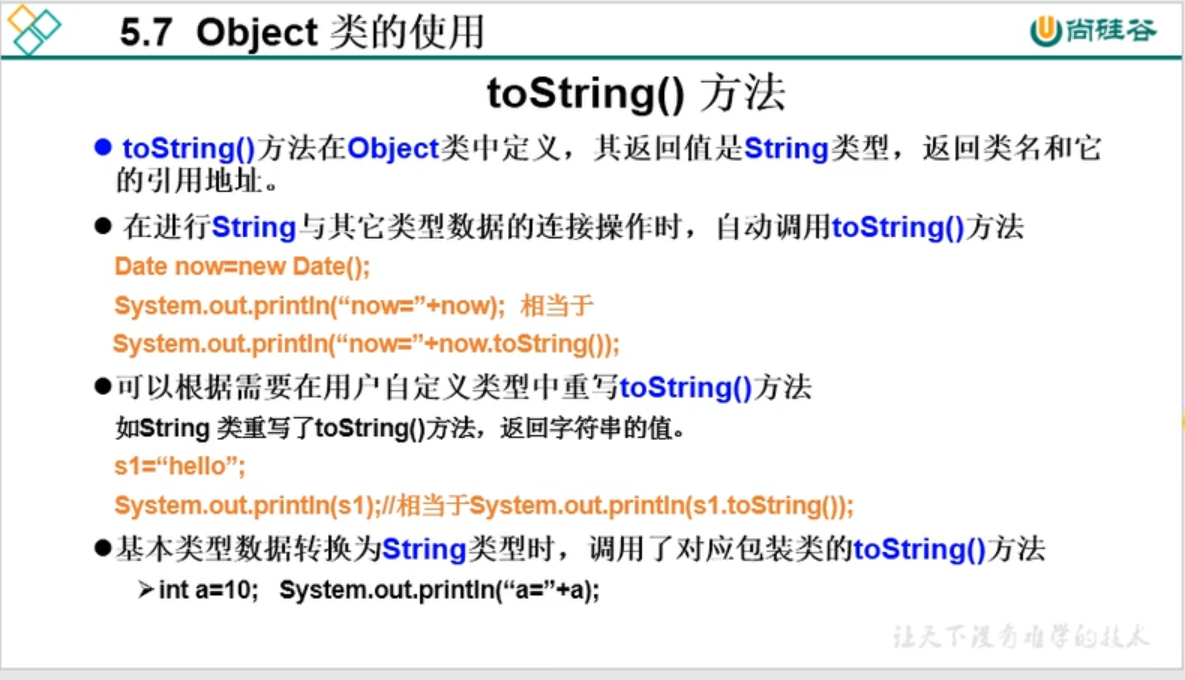 5.7 Object 类的使用
尚硅谷
toString() 方法
● toString()方法在Object类中定义，其返回值是String类型，返回类名和它
的引用地址。
● 在进行String与其它类型数据的连接操作时，自动调用toString()方法
Date now=new Date();
System.out.println(“now=”+now); 相当于
System.out.println(“now=”+now.toString());
●可以根据需要在用户自定义类型中重写toString()方法
如String 类重写了toString()方法，返回字符串的值。
s1=“hello”;
System.out.println(s1);//相当于System.out.println(s1.toString());
●基本类型数据转换为String类型时，调用了对应包装类的toString()方法
➢int a=10; System.out.println(“a=”+a);
让天下没有难学的技术